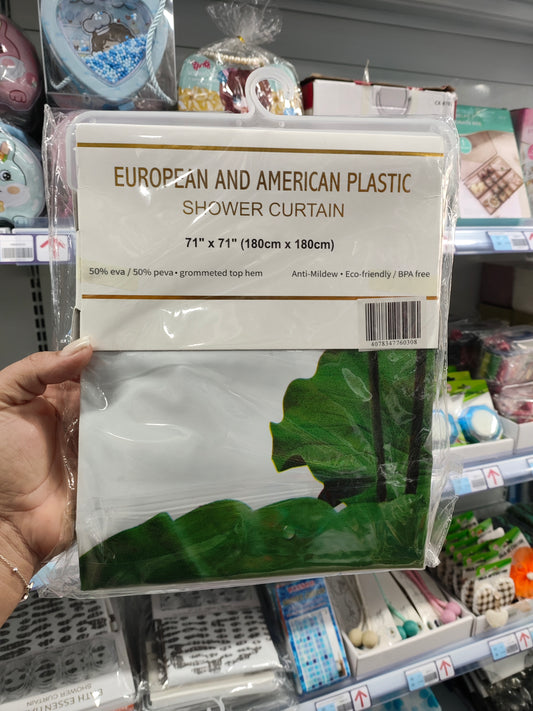 EUROPEAN AND AMERICAN PLASTIC
SHOWER CURTAIN
71" x 71" (180cm x 180cm)
50% eva / 50% peva • grommeted top hem
Anti-Mildew • Eco-friendly / BPA free
4078347760308
SHOWER CURTAIN